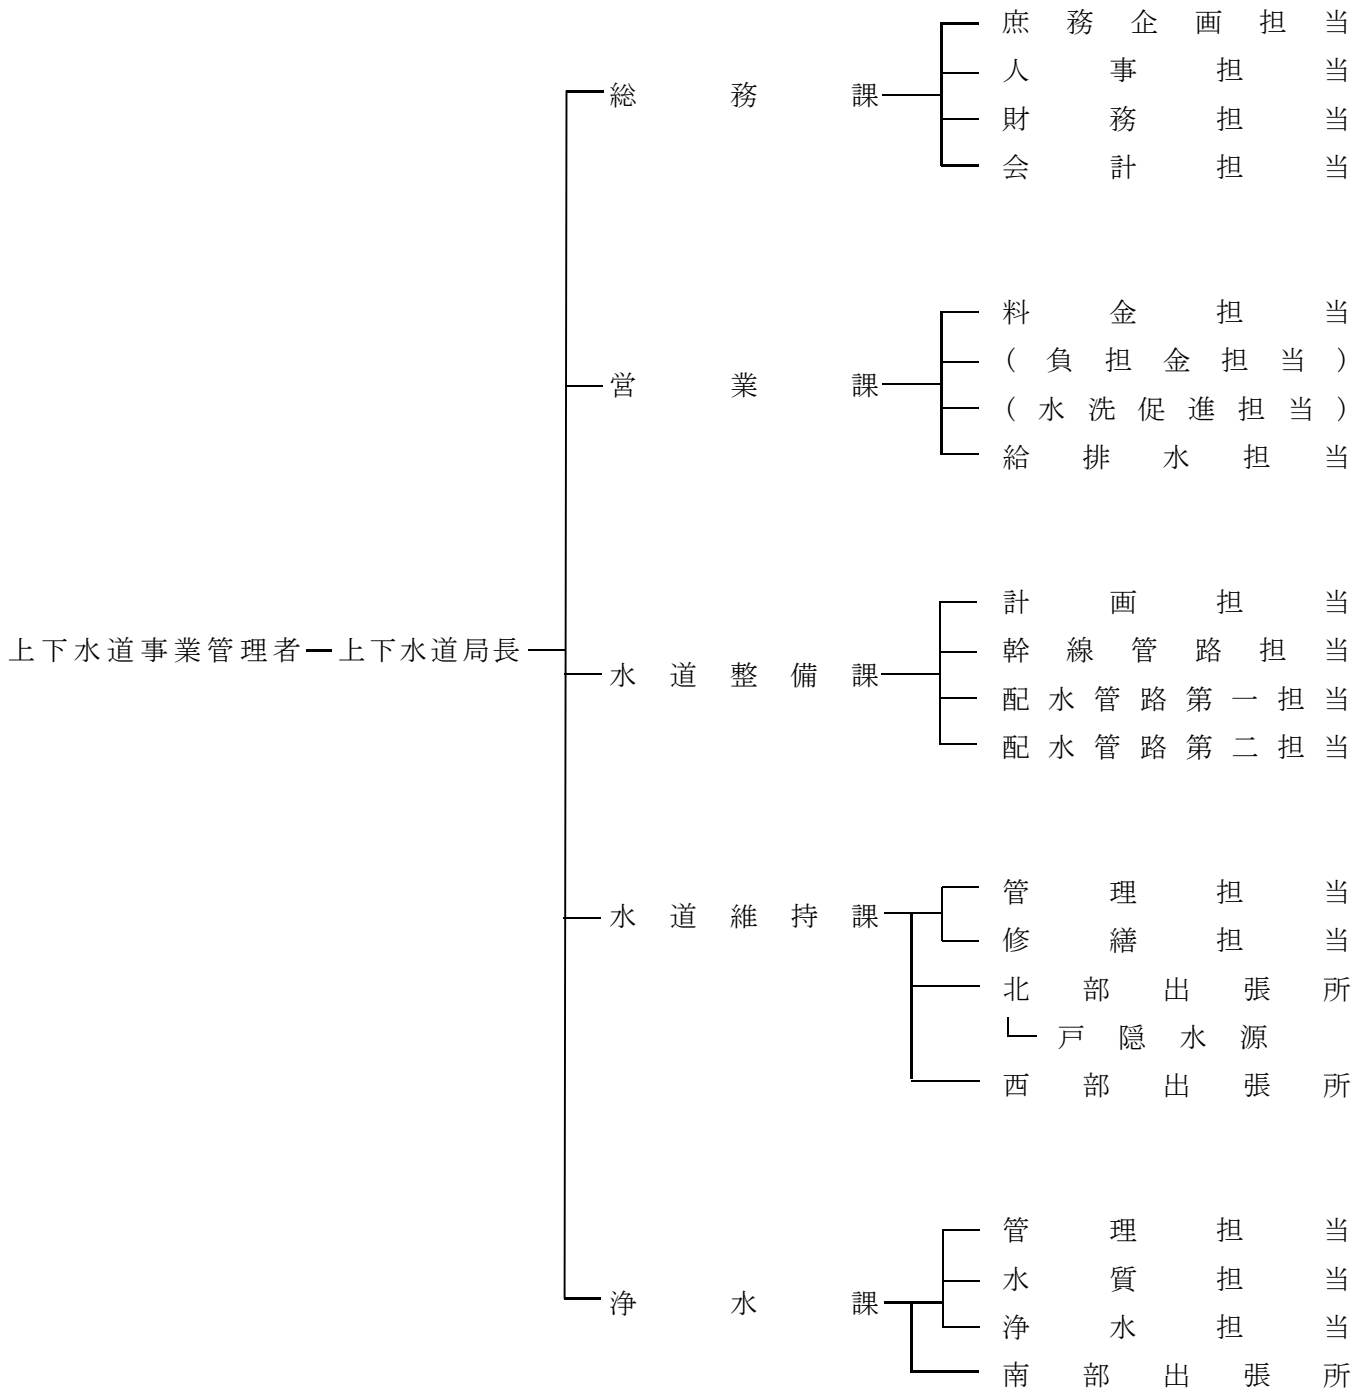 上下水道事業管理者
上下水道局長
総務課
庶務企画担当
人事担当
財務担当
会計担当
営業課
料金担当
(負担金担当)
(水洗促進担当)
給排水担当
水道整備課
計画担当
幹線管路担当
配水管路第一担当
配水管路第二担当
水道維持課
管理担当
修繕担当
北部出張所
戸隠水源
西部出張所
浄水課
管理担当
水質担当
浄水担当
南部出張所